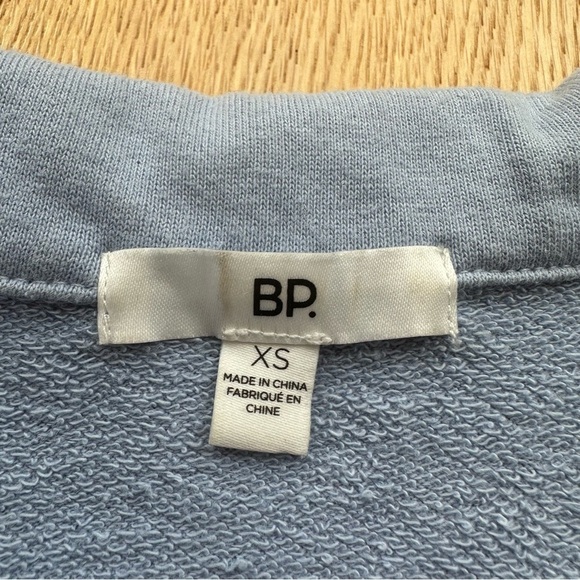 BP.
XS
MADE IN CHINA
FABRIQUÉ EN
CHINE